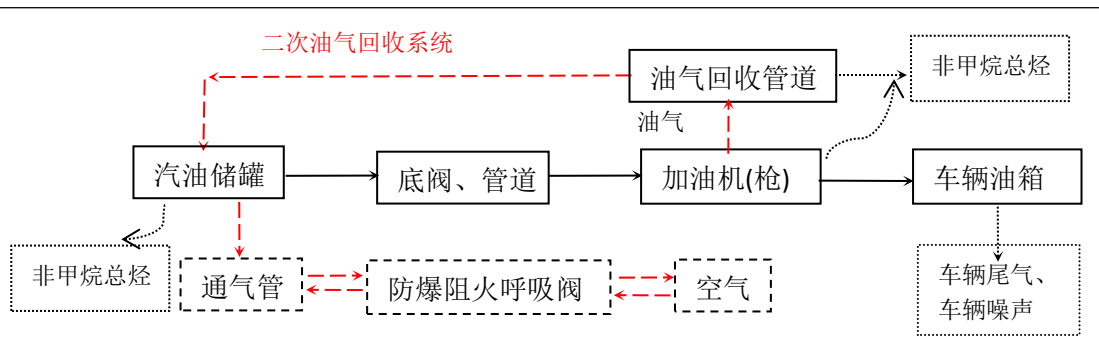 二次油气回收系统
油气回收管道
非甲烷总烃
油气
汽油储罐
底阀、管道
加油机(枪)
车辆油箱
非甲烷总烃
通气管
防爆阻火呼吸阀
空气
车辆尾气、
车辆噪声